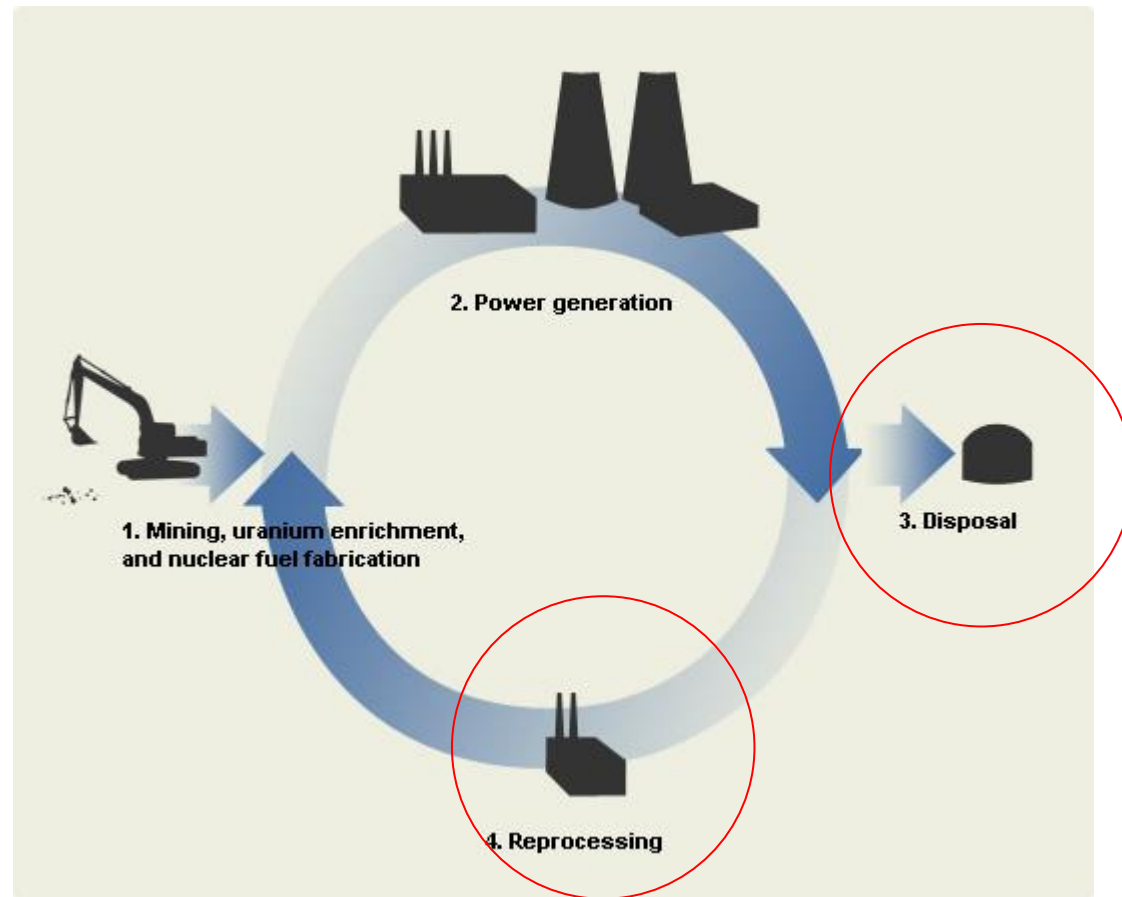 2. Power generation
3. Disposal
1. Mining, uranium enrichment,
and nuclear fuel fabrication
4. Reprocessing